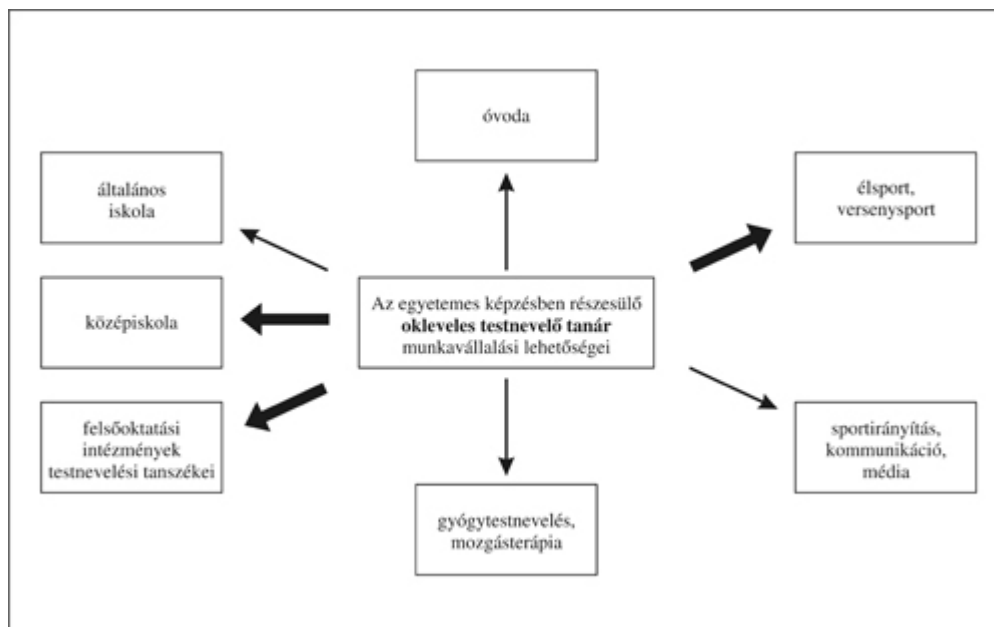 óvoda
általános
iskola
élsport,
versenysport
Az egyetemes képzésben részesülő
okleveles testnevelő tanár
munkavállalási lehetőségei
középiskola
felsőoktatási
intézmények
testnevelési tanszékei
sportirányítás,
kommunikáció,
média
gyógytestnevelés,
mozgásterápia